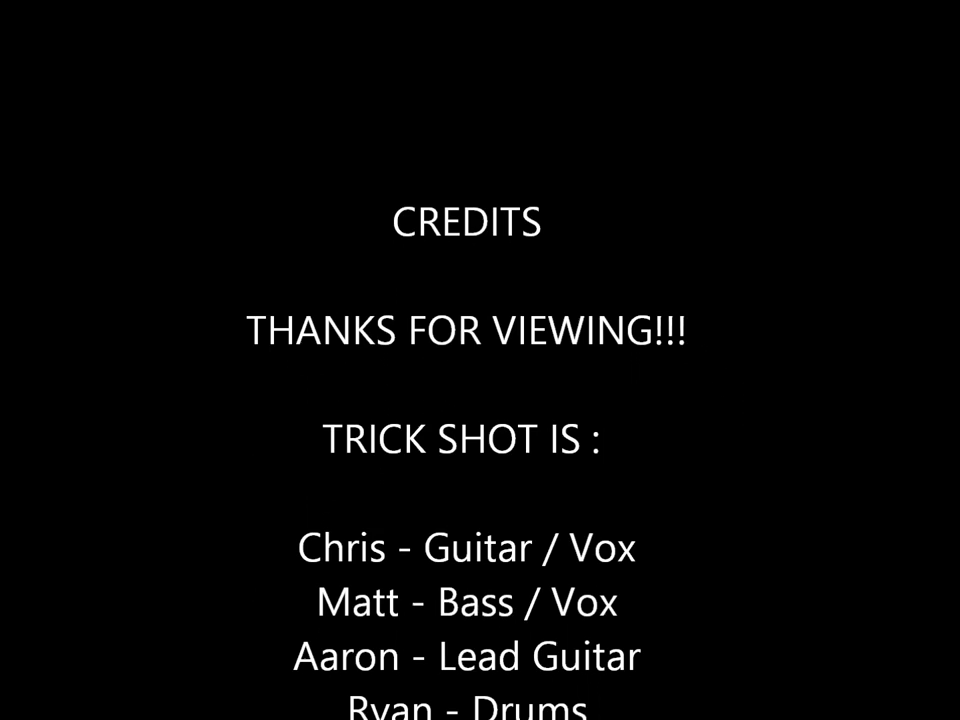 CREDITS
THANKS FOR VIEWING!!!
TRICK SHOT IS :
Chris - Guitar / Vox
Matt - Bass / Vox
Aaron - Lead Guitar
Ryan - Drums